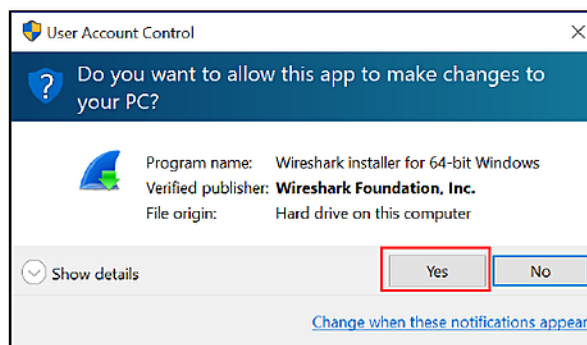 User Account Control
Do you want to allow this app to make changes to
your PC?
Program name: Wireshark installer for 64-bit Windows
Verified publisher: Wireshark Foundation, Inc.
File origin: Hard drive on this computer
Show details
Yes
No
Change when these notifications appear